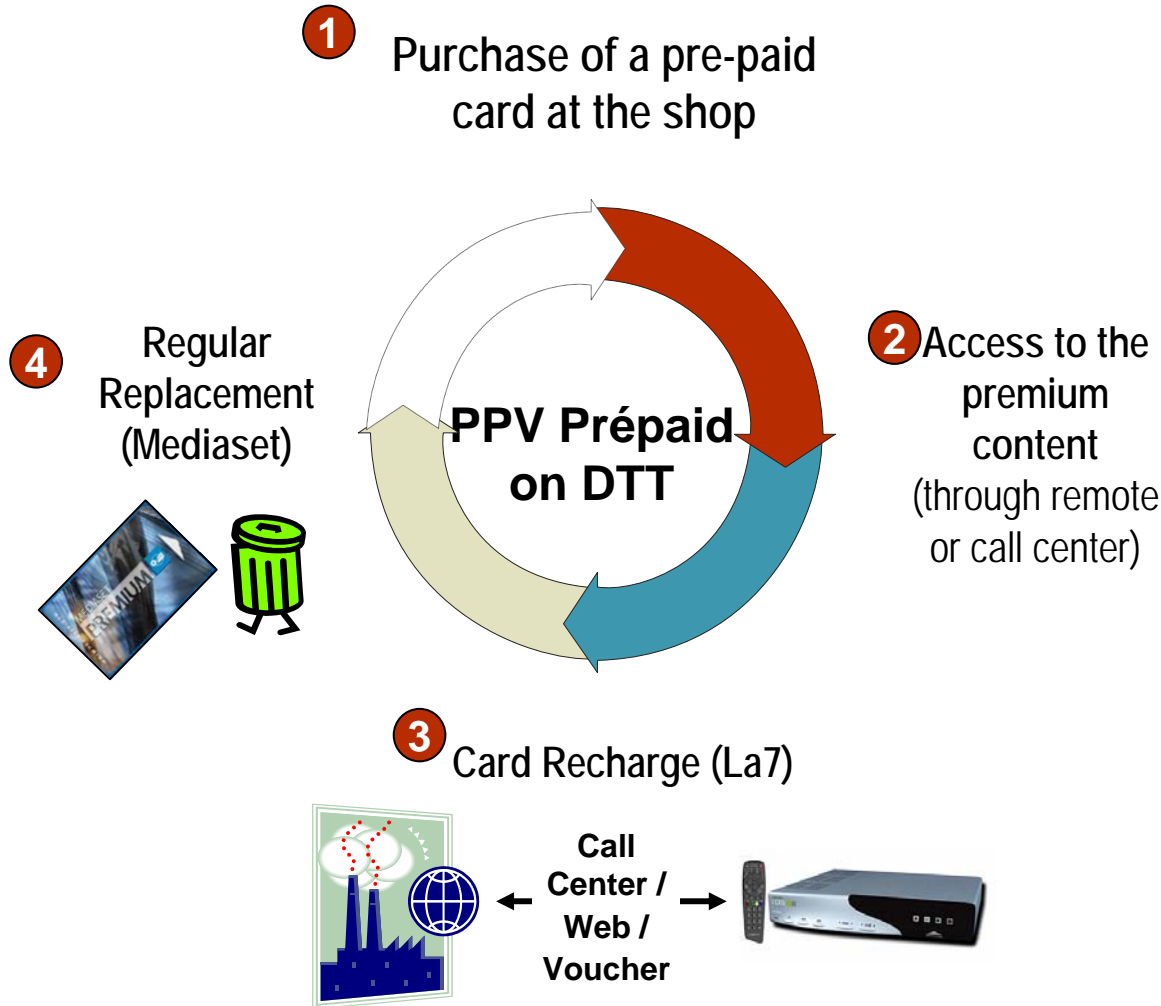 1
Purchase of a pre-paid
card at the shop
2
Access to the
premium
content
(through remote
or call center)
PPV Prépaid
on DTT
4
Regular
Replacement
(Mediaset)
PREMIUM
3
Card Recharge (La7)
Call
Center /
Web /
Voucher